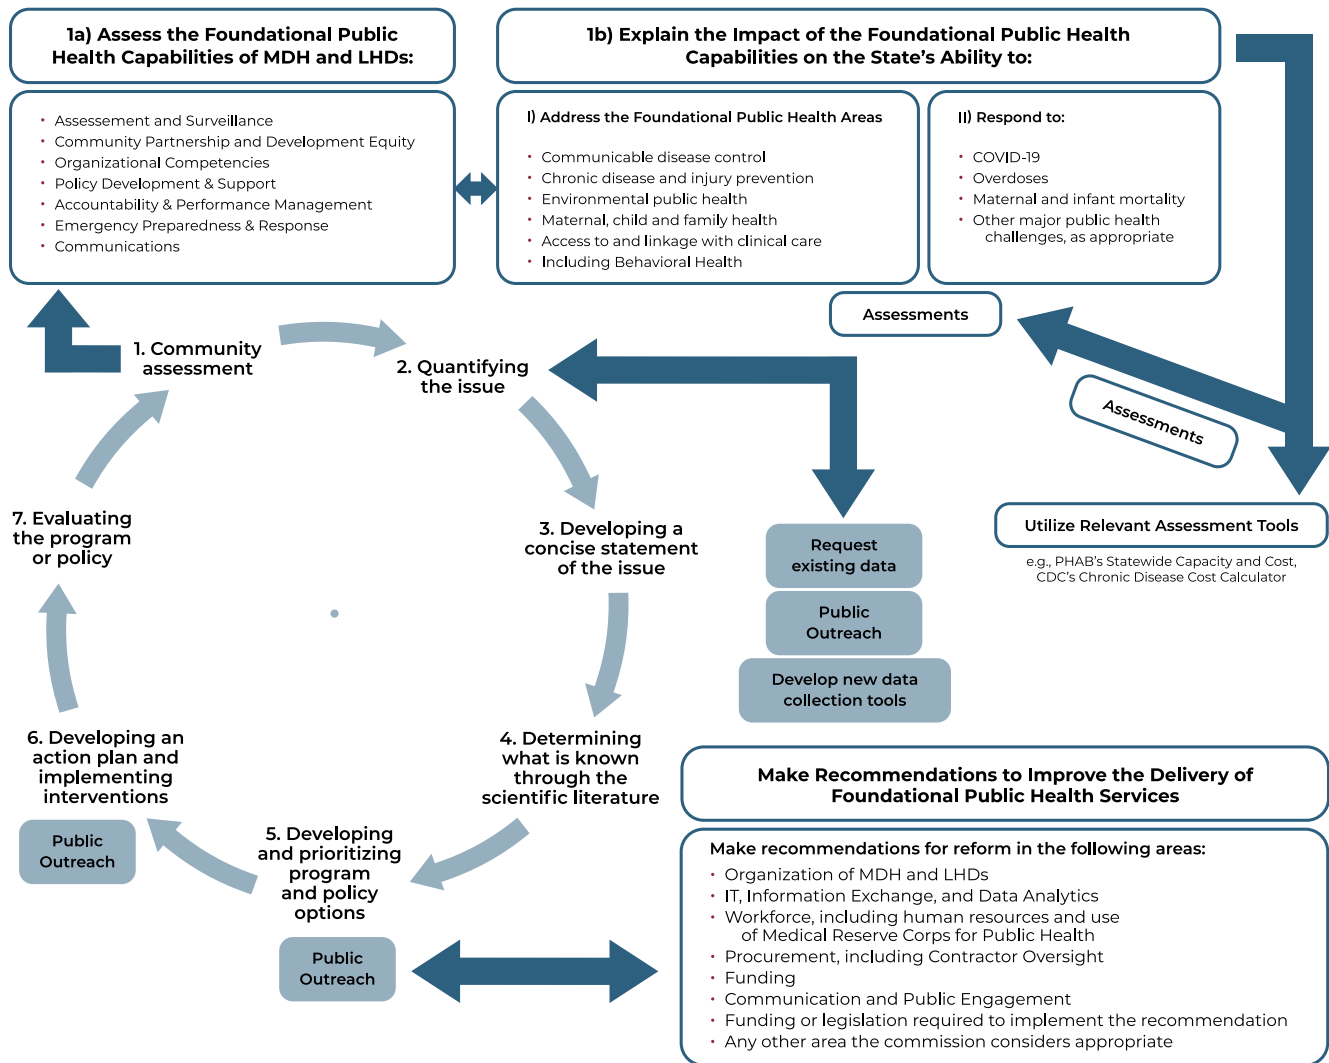 1a) Assess the Foundational Public
Health Capabilities of MDH and LHDs:
• Assessement and Surveillance
• Community Partnership and Development Equity
• Organizational Competencies
• Policy Development & Support
• Accountability & Performance Management
• Emergency Preparedness & Response
• Communications
1b) Explain the Impact of the Foundational Public Health
Capabilities on the State’s Ability to:
I) Address the Foundational Public Health Areas
• Communicable disease control
• Chronic disease and injury prevention
• Environmental public health
• Maternal, child and family health
• Access to and linkage with clinical care
• Including Behavioral Health
II) Respond to:
• COVID-19
• Overdoses
• Maternal and infant mortality
• Other major public health
challenges, as appropriate
Assessments
Assessments
Utilize Relevant Assessment Tools
e.g., PHAB’s Statewide Capacity and Cost,
CDC’s Chronic Disease Cost Calculator
1. Community
assessment
2. Quantifying
the issue
Request
existing data
Public
Outreach
Develop new data
collection tools
3. Developing a
concise statement
of the issue
4. Determining
what is known
through the
scientific literature
5. Developing
and prioritizing
program
and policy
options
Public
Outreach
6. Developing an
action plan and
implementing
interventions
Public
Outreach
7. Evaluating
the program
or policy
Make Recommendations to Improve the Delivery of
Foundational Public Health Services
Make recommendations for reform in the following areas:
• Organization of MDH and LHDs
• IT, Information Exchange, and Data Analytics
• Workforce, including human resources and use
of Medical Reserve Corps for Public Health
• Procurement, including Contractor Oversight
• Funding
• Communication and Public Engagement
• Funding or legislation required to implement the recommendation
• Any other area the commission considers appropriate